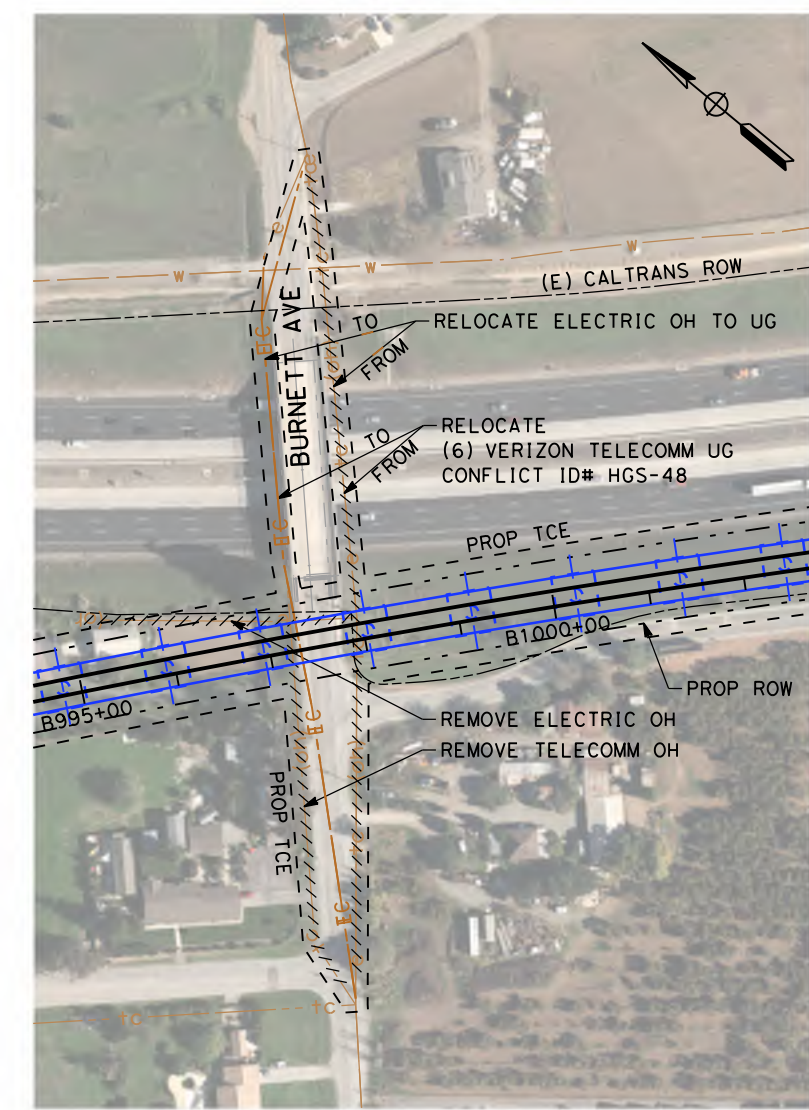 e
e
W
W
W
(E) CALTRANS ROW
TO
RELOCATE ELECTRIC OH TO UG
FROM
BURNETT AVE
TO
RELOCATE
(6) VERIZON TELECOMM UG
CONFLICT ID# HGS-48
FROM
PROP TCE
B1000+00
PROP ROW
B995+00
REMOVE ELECTRIC OH
REMOVE TELECOMM OH
PROP TCE
tc
tc